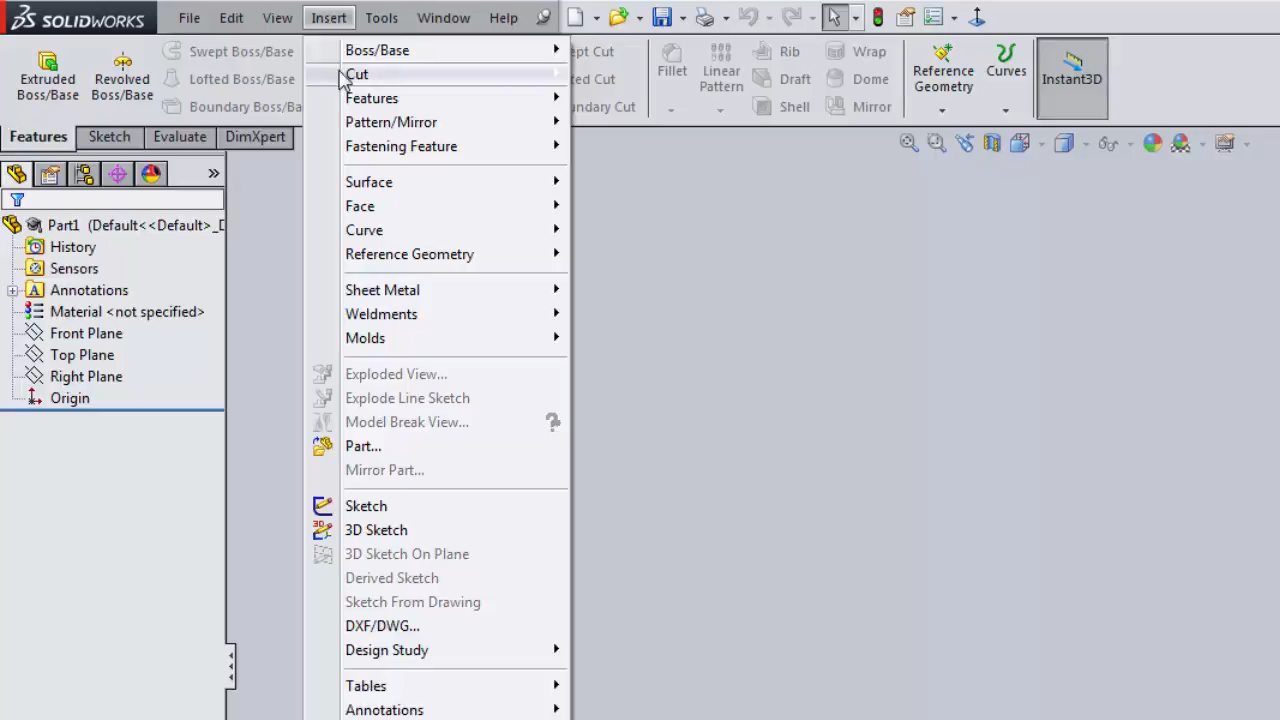 SOLIDWORKS File Edit View Insert Tools Window Help
Extruded Boss/Base
Revolved Boss/Base
Swept Boss/Base
Lofted Boss/Base
Boundary Boss/Ba
ept Cut
ed Cut
undary Cut
Fillet
Linear Pattern
Rib
Draft
Shell
Wrap
Dome
Mirror
Reference Geometry
Curves
Instant3D
Features Sketch Evaluate DimXpert
Part1 (Default<<Default>_D
History
Sensors
Annotations
Material <not specified>
Front Plane
Top Plane
Right Plane
Origin
Boss/Base
Cut
Features
Pattern/Mirror
Fastening Feature
Surface
Face
Curve
Reference Geometry
Sheet Metal
Weldments
Molds
Exploded View...
Explode Line Sketch
Model Break View...
Part...
Mirror Part...
Sketch
3D Sketch
3D Sketch On Plane
Derived Sketch
Sketch From Drawing
DXF/DWG...
Design Study
Tables
Annotations